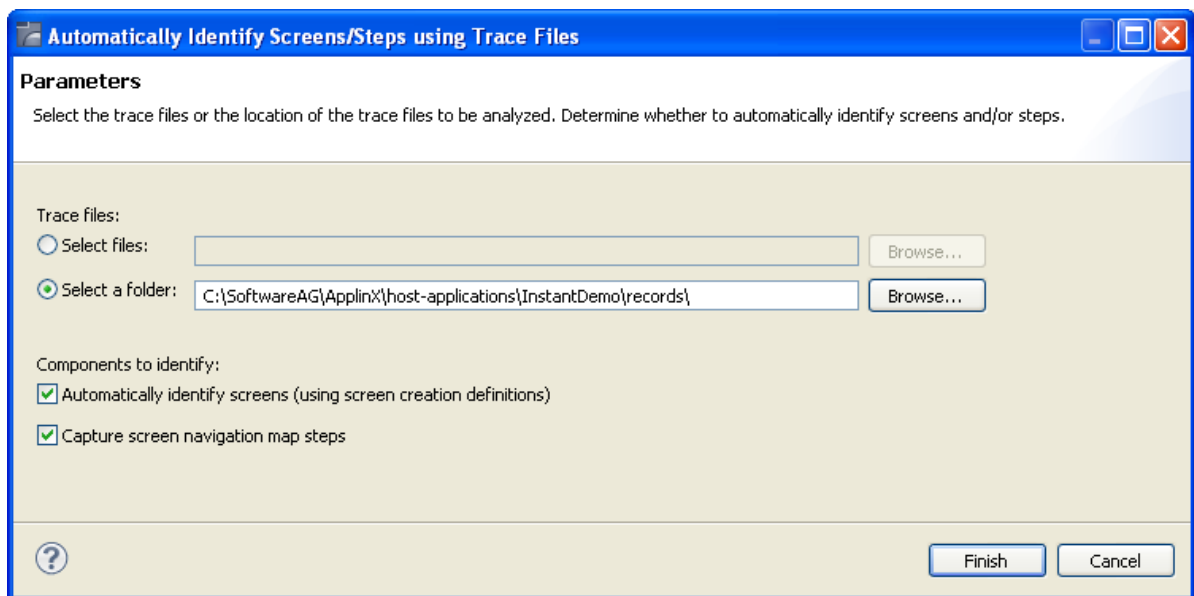 Automatically Identify Screens/Steps using Trace Files
Parameters
Select the trace files or the location of the trace files to be analyzed. Determine whether to automatically identify screens and/or steps.
Trace files:
Select files: Browse...
Select a folder: C:\SoftwareAG\ApplinX\host-applications\InstantDemo\records\ Browse...
Components to identify:
Automatically identify screens (using screen creation definitions)
Capture screen navigation map steps
? Finish Cancel